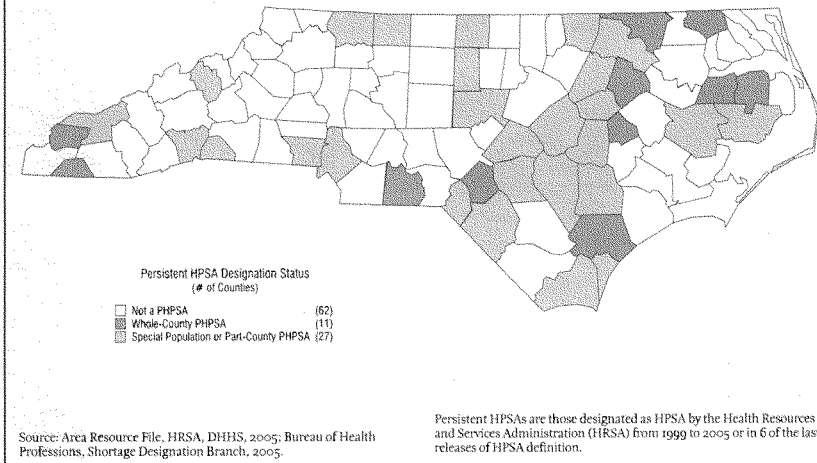 Persistent HPSA Designation Status
(# of Counties)
Not a PHPSA (62)
Whole-County PHPSA (11)
Special Population or Part-County PHPSA (27)
Source: Area Resource File, HRSA, DHHS, 2005; Bureau of Health
Professions, Shortage Designation Branch, 2005.
Persistent HPSAs are those designated as HPSA by the Health Resources
and Services Administration (HRSA) from 1999 to 2005 or in 6 of the las
releases of HPSA definition.